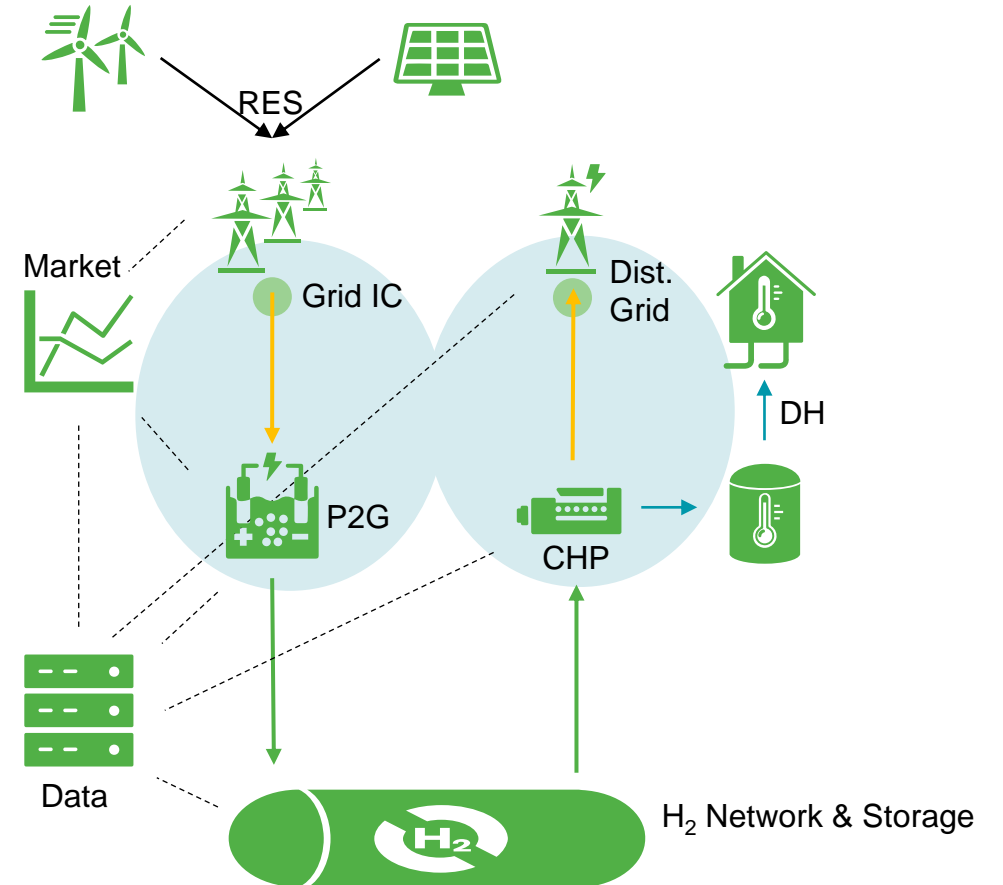 RES
Market
Grid IC
Dist.
Grid
DH
P2G
CHP
Data
H₂
H₂ Network & Storage